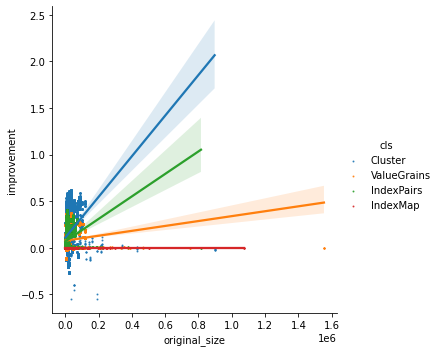 2.5
2.0
1.5
1.0
0.5
0.0
−0.5
improvement
0.0 0.2 0.4 0.6 0.8 1.0 1.2 1.4 1.6
1e6
original_size
cls
Cluster
ValueGrains
IndexPairs
IndexMap